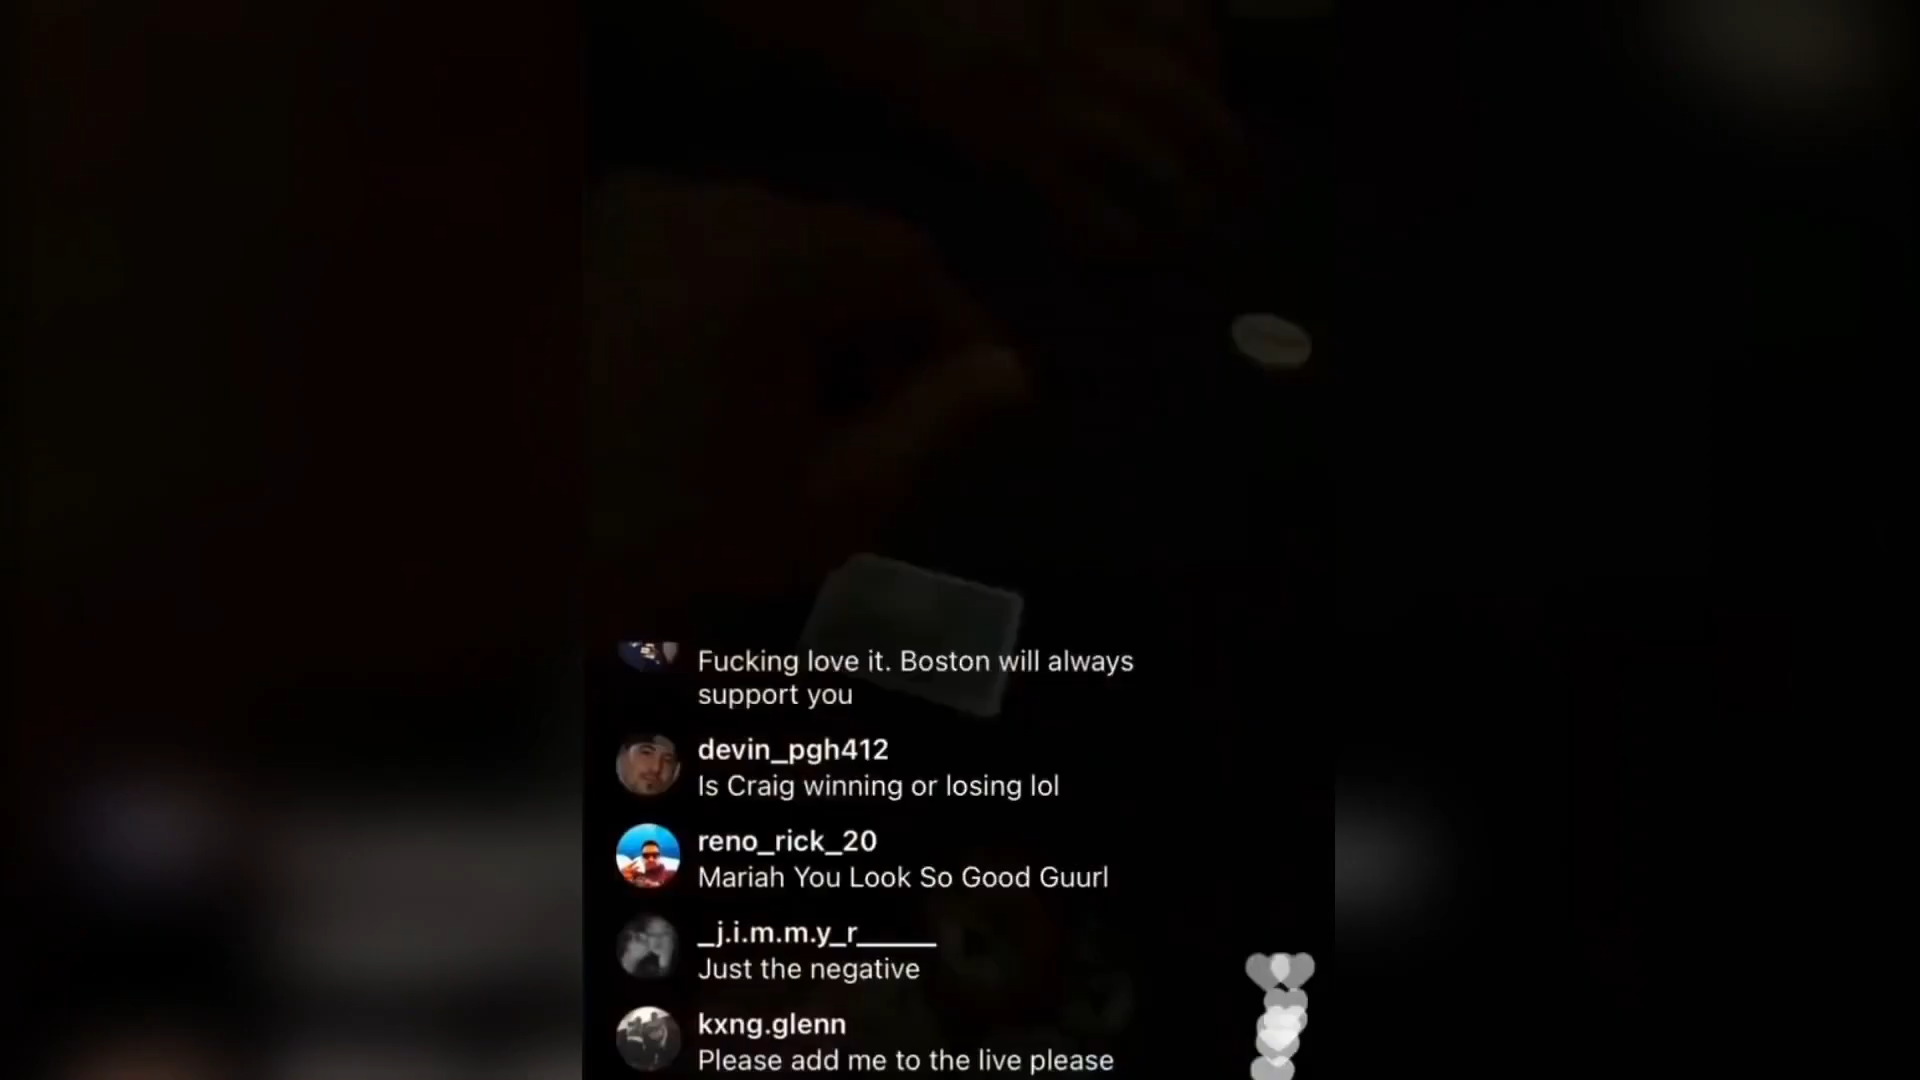 Fucking love it. Boston will always
support you
devin_pgh412
Is Craig winning or losing lol
reno_rick_20
Mariah You Look So Good Guurl
_j.i.m.m.y_r______
Just the negative
kxng.glenn
Please add me to the live please